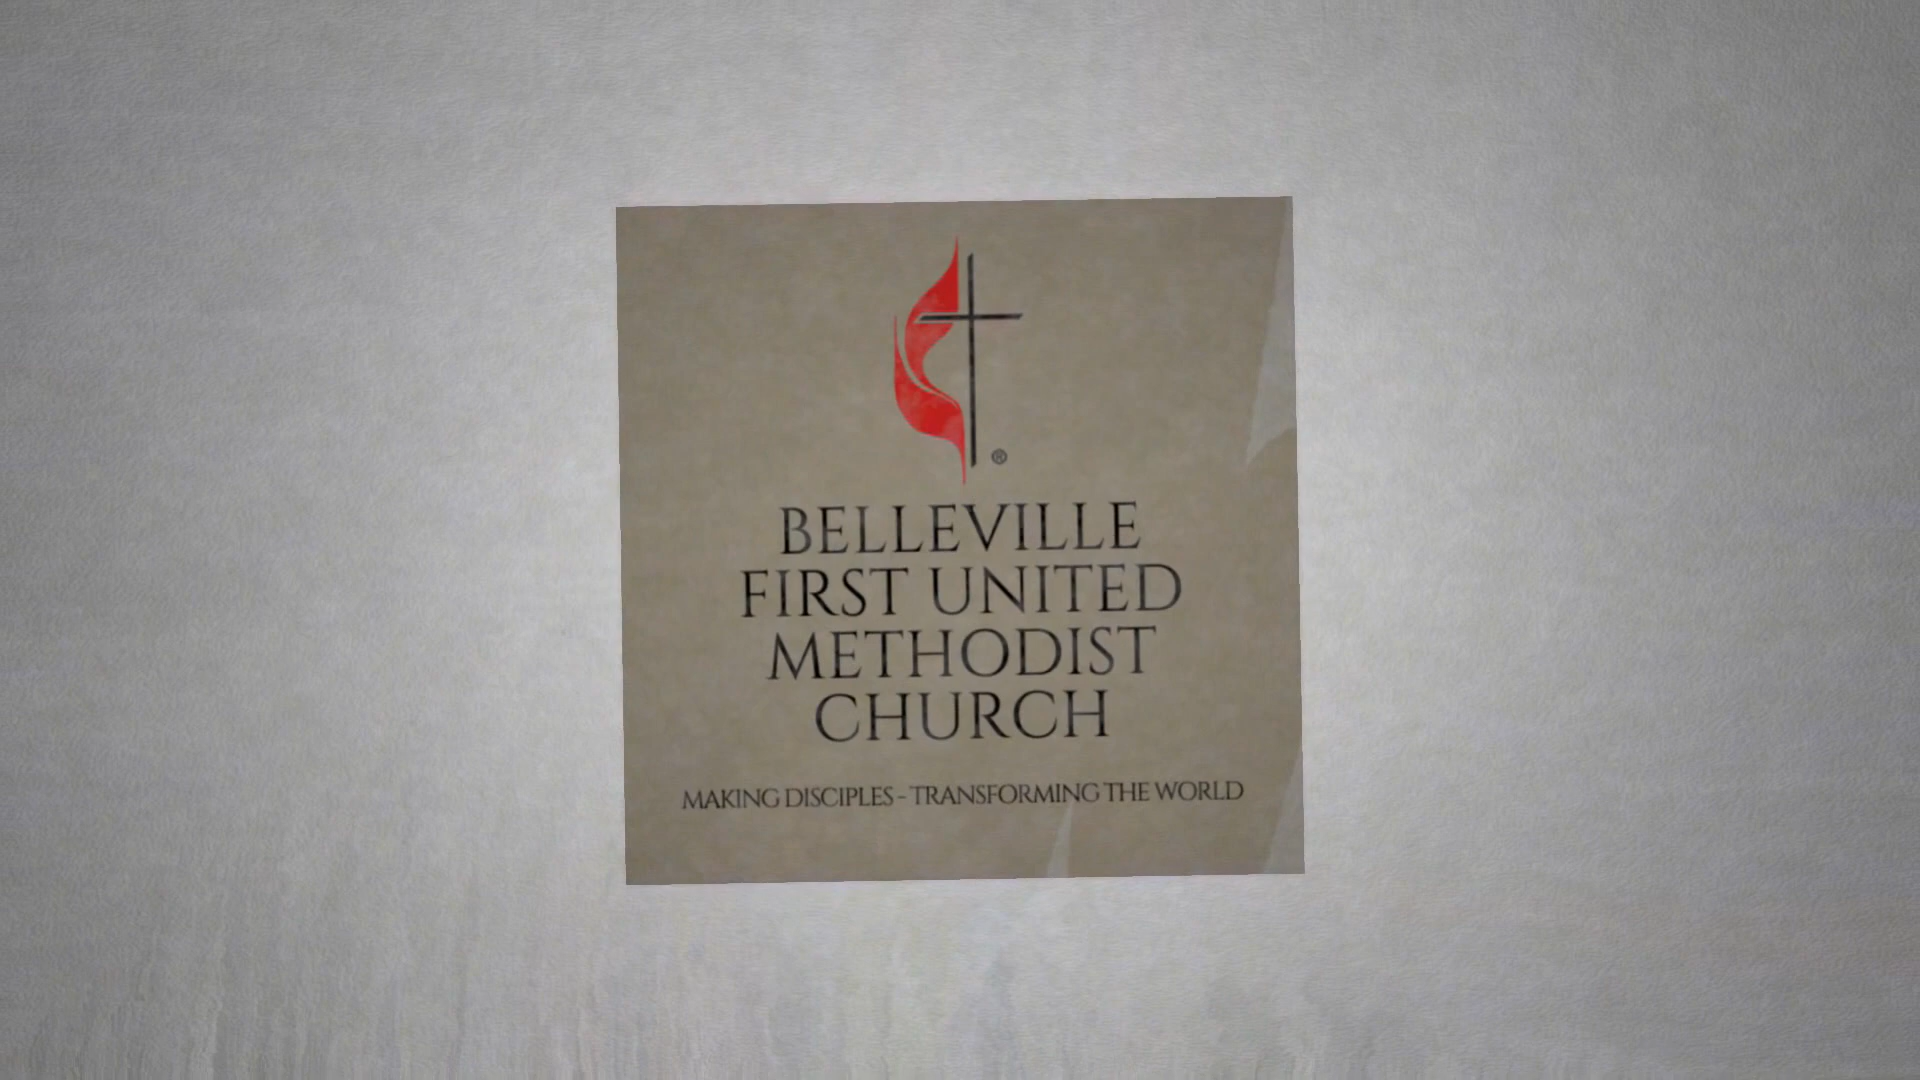 ®
BELLEVILLE
FIRST UNITED
METHODIST
CHURCH
MAKING DISCIPLES - TRANSFORMING THE WORLD